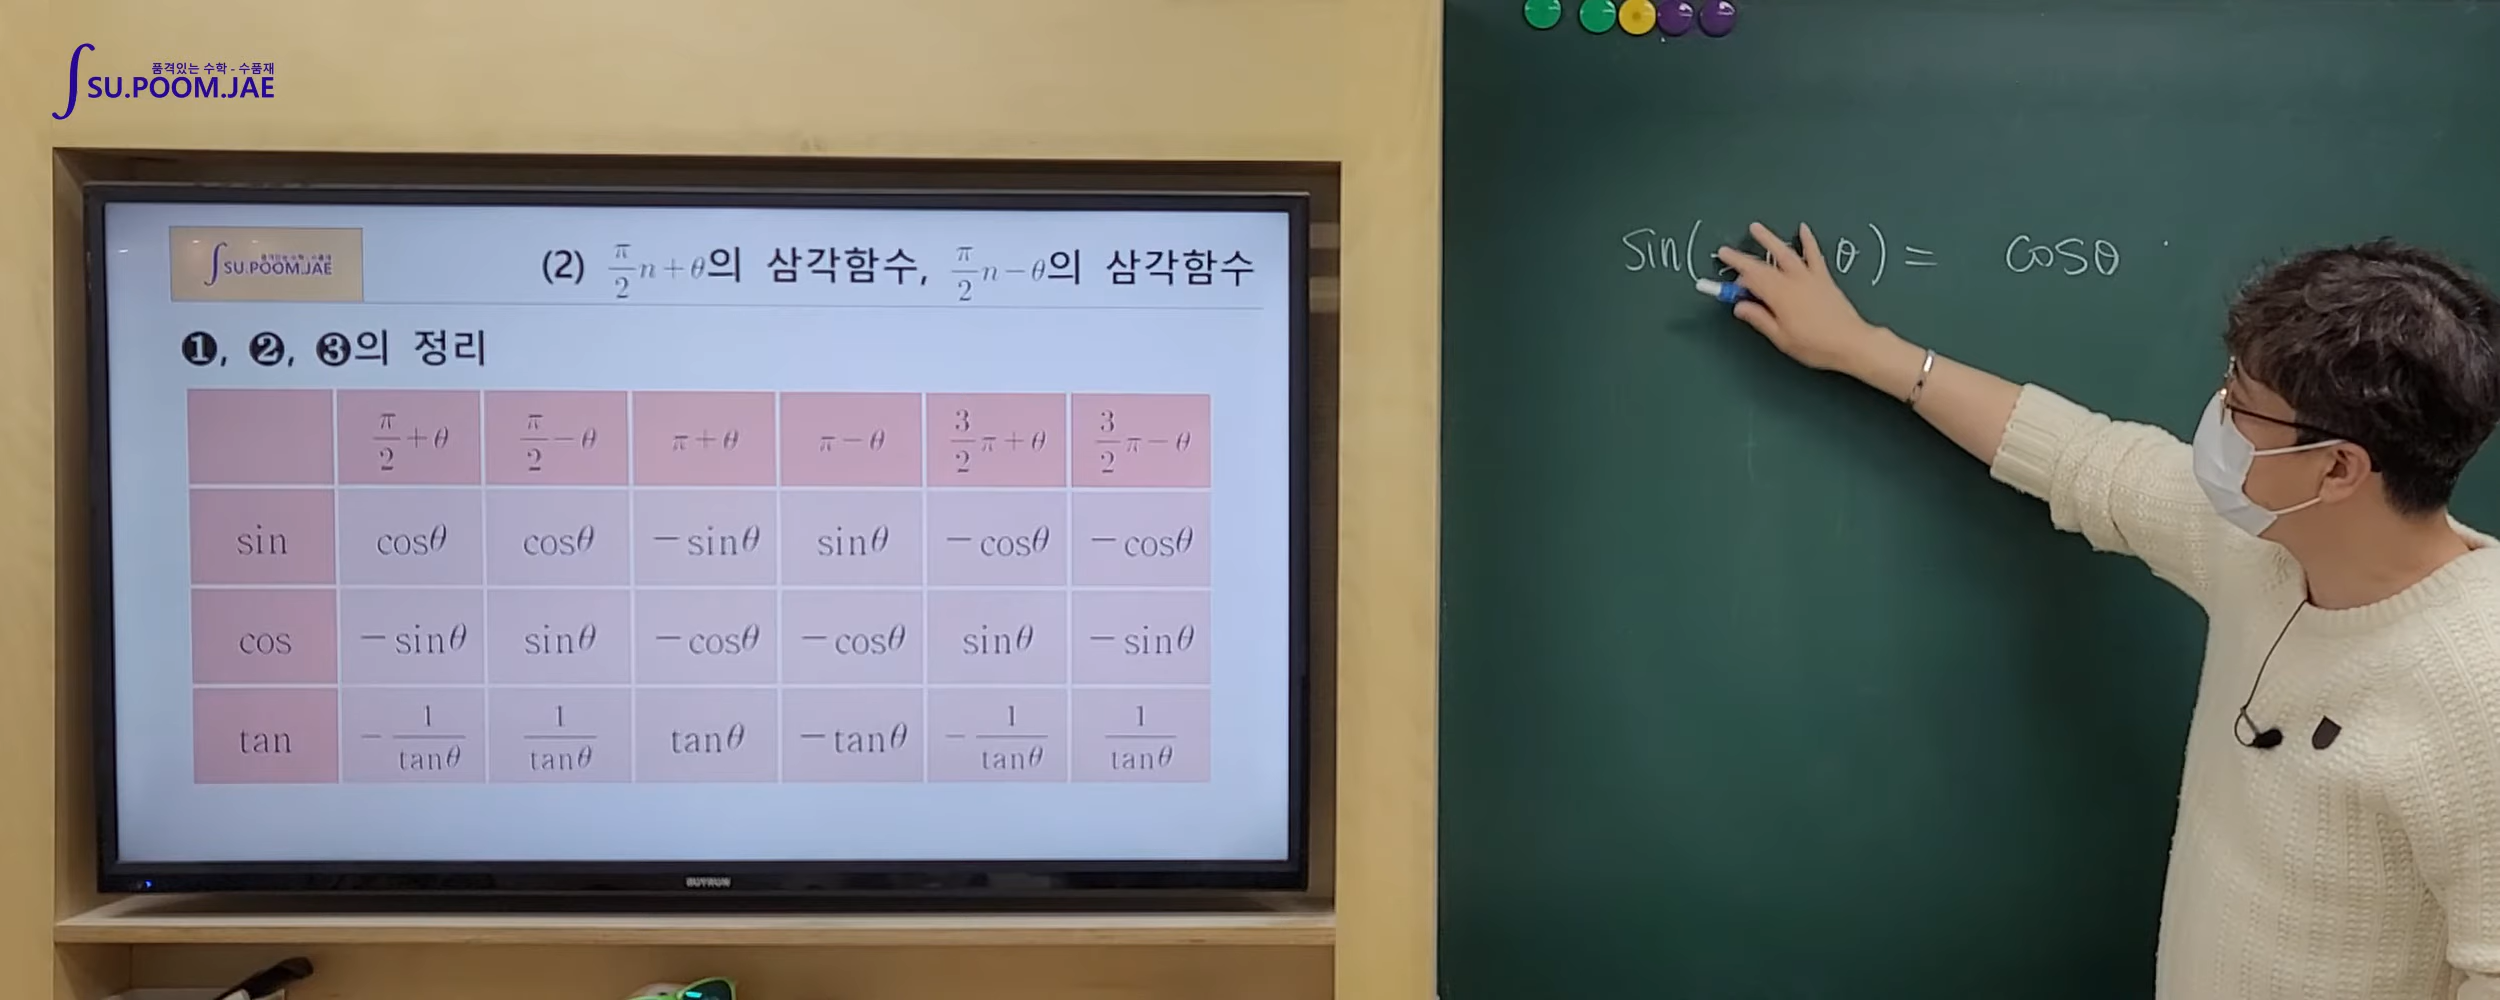 품격있는 수학 - 수품재
SU.POOM.JAE
SU.POOM.JAE
(2) π/2 n+θ의 삼각함수, π/2 n-θ의 삼각함수
❶, ❷, ❸의 정리
π/2+θ π/2-θ π+θ π-θ 3/2π+θ 3/2π-θ
sin cosθ cosθ -sinθ sinθ -cosθ -cosθ
cos -sinθ sinθ -cosθ -cosθ sinθ -sinθ
tan -1/tanθ 1/tanθ tanθ -tanθ -1/tanθ 1/tanθ
sin( θ) = cosθ